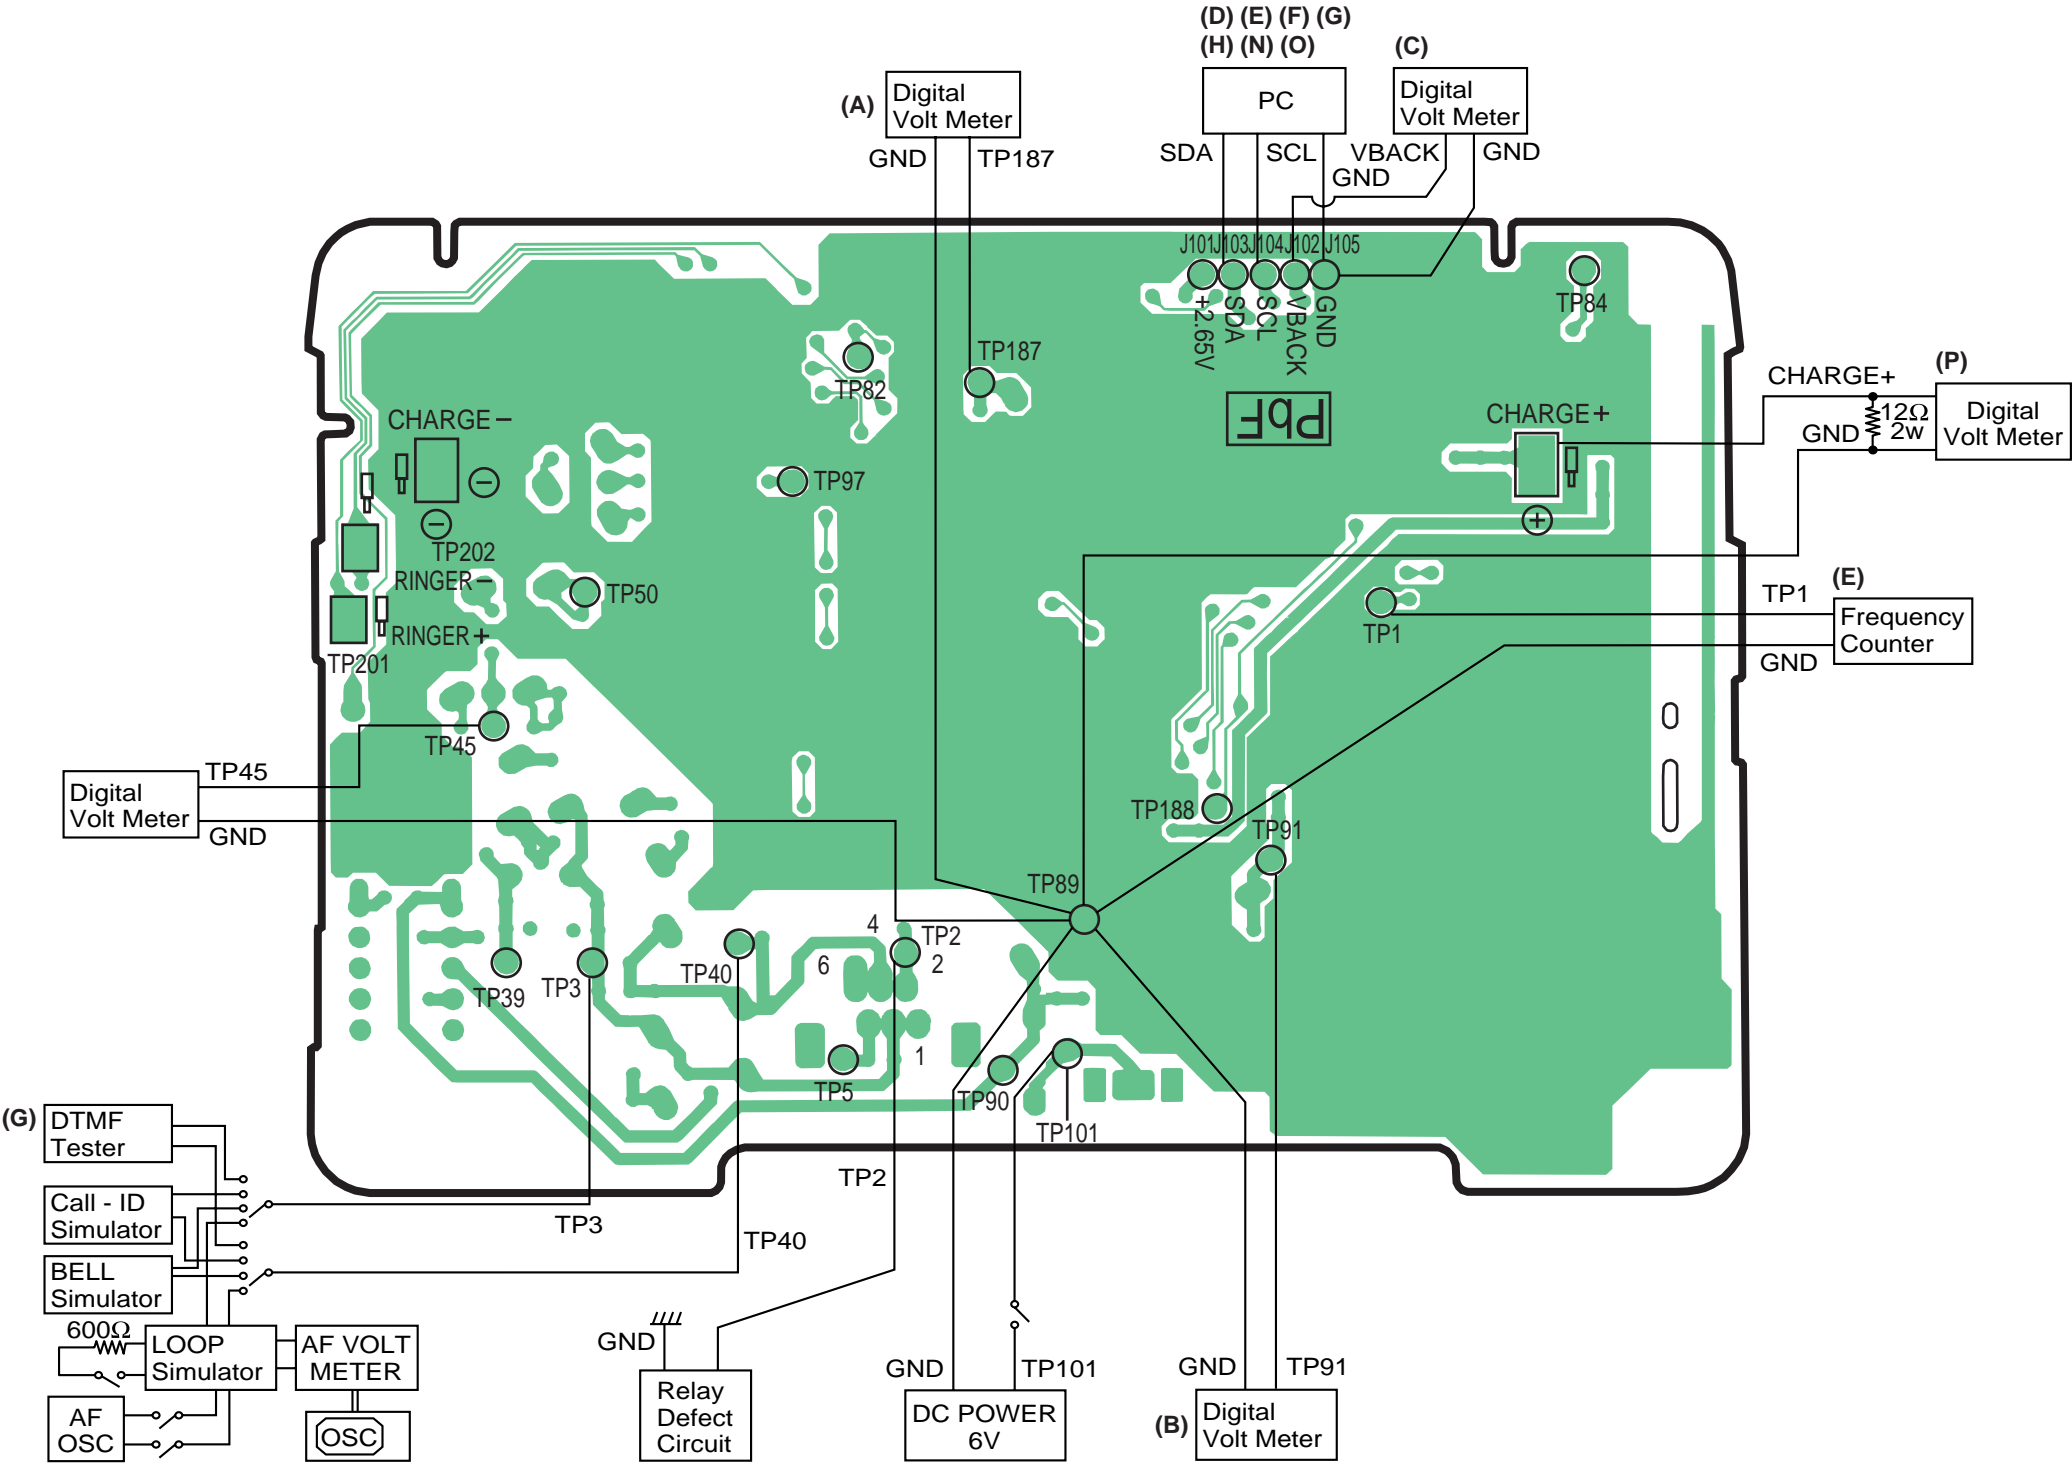 (D) (E) (F) (G)
(H) (N) (O)
(C)
(A)
Digital
Volt Meter
PC
Digital
Volt Meter
GND
TP187
SDA
SCL
VBACK
GND
GND
J101
J103
J104
J102
J105
+2.65V
SDA
SCL
VBACK
GND
TP84
TP187
TP82
PbF
CHARGE+
(P)
CHARGE+
12Ω
2w
GND
Digital
Volt Meter
CHARGE−
TP97
TP202
RINGER−
TP50
RINGER+
TP201
TP1
(E)
TP1
Frequency
Counter
GND
TP45
TP45
Digital
Volt Meter
GND
TP188
TP91
TP89
4
TP2
6
2
TP40
TP39
TP3
1
TP5
TP90
TP101
(G)
DTMF
Tester
Call - ID
Simulator
BELL
Simulator
TP3
TP40
TP2
600Ω
LOOP
Simulator
AF VOLT
METER
AF
OSC
OSC
GND
Relay
Defect
Circuit
GND
TP101
DC POWER
6V
GND
TP91
(B)
Digital
Volt Meter